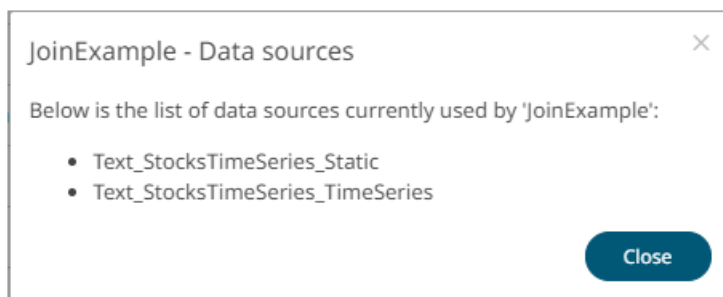 JoinExample - Data sources
Below is the list of data sources currently used by 'JoinExample':
• Text_StocksTimeSeries_Static
• Text_StocksTimeSeries_TimeSeries
Close